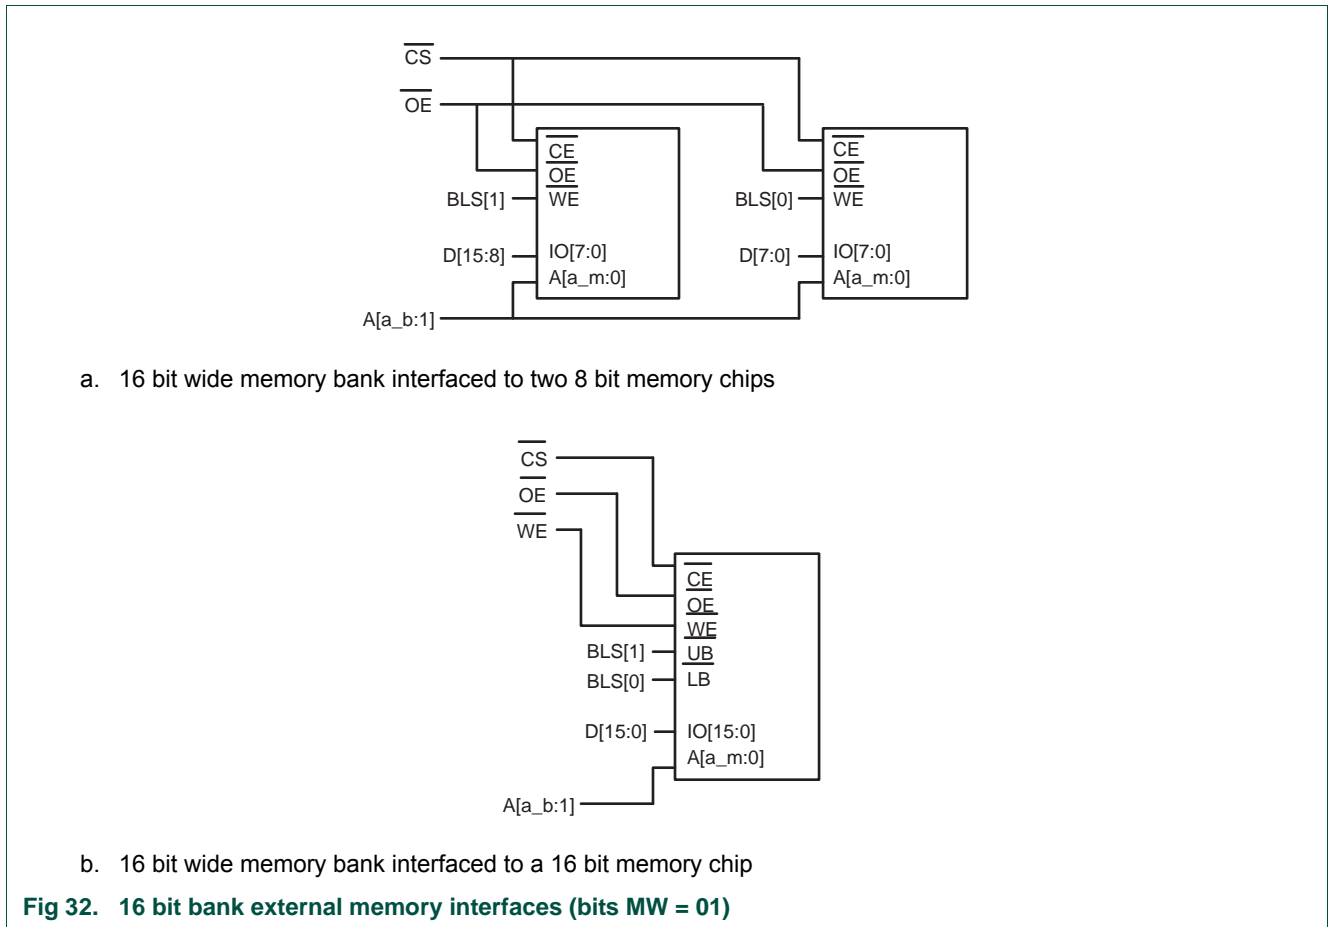 CS
OE
CE
OE
BLS[1]
WE
D[15:8]
IO[7:0]
A[a_m:0]
CE
OE
BLS[0]
WE
D[7:0]
IO[7:0]
A[a_m:0]
A[a_b:1]
a. 16 bit wide memory bank interfaced to two 8 bit memory chips
CS
OE
WE
CE
OE
WE
BLS[1]
UB
BLS[0]
LB
D[15:0]
IO[15:0]
A[a_m:0]
A[a_b:1]
b. 16 bit wide memory bank interfaced to a 16 bit memory chip
Fig 32. 16 bit bank external memory interfaces (bits MW = 01)